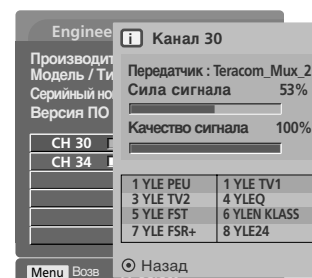 Enginee
Производит
Модель / Ти
Серийный но
Версия ПО
CH 30
CH 34
Menu Возв
i Канал 30
Передатчик : Teracom_Mux_2
Сила сигнала 53%
Качество сигнала 100%
1 YLE PEU 1 YLE TV1
3 YLE TV2 4 YLEQ
5 YLE FST 6 YLEN KLASS
7 YLE FSR+ 8 YLE24
Назад